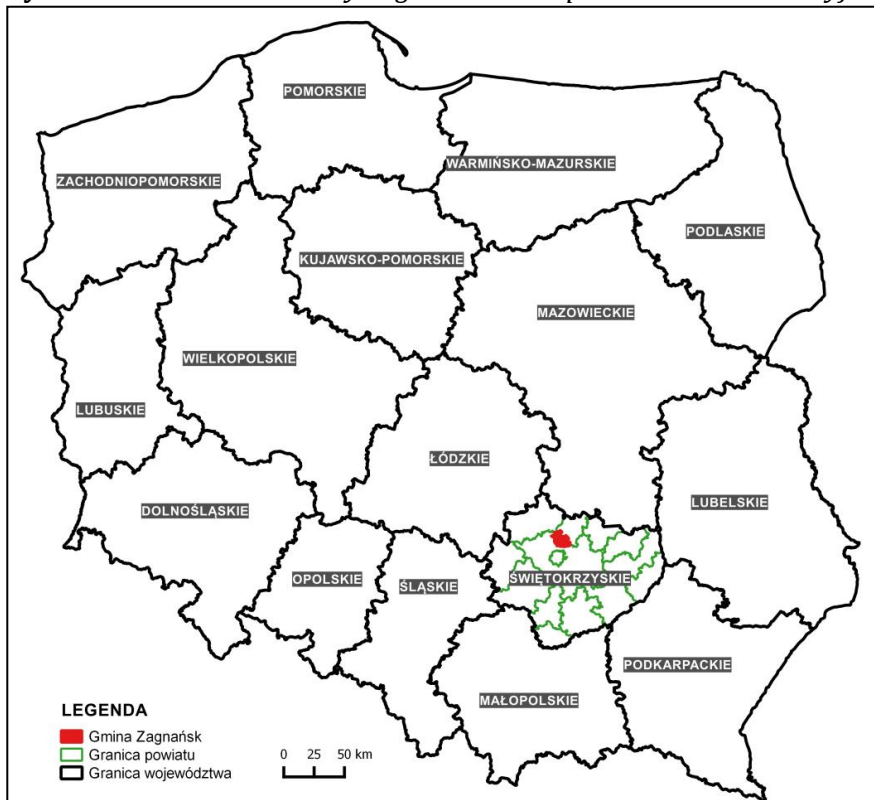 POMORSKIE
WARMIŃSKO-MAZURSKIE
ZACHODNIOPOMORSKIE
PODLASKIE
KUJAWSKO-POMORSKIE
MAZOWIECKIE
WIELKOPOLSKIE
LUBUSKIE
ŁÓDZKIE
LUBELSKIE
DOLNOŚLĄSKIE
OPOLSKIE
ŚLĄSKIE
ŚWIĘTOKRZYSKIE
PODKARPACKIE
MAŁOPOLSKIE
LEGENDA
Gmina Zagnańsk
Granica powiatu
Granica województwa
0 25 50 km